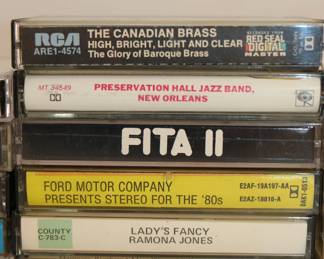 RCA
ARE1-4574
THE CANADIAN BRASS
HIGH, BRIGHT, LIGHT AND CLEAR
The Glory of Baroque Brass
RED SEAL
DIGITAL
MASTER
MT 34549
PRESERVATION HALL JAZZ BAND,
NEW ORLEANS
FITA II
FORD MOTOR COMPANY
PRESENTS STEREO FOR THE '80s
E2AF-19A197-AA
E2AZ-18818-A
COUNTY
C-783-C
LADY'S FANCY
RAMONA JONES